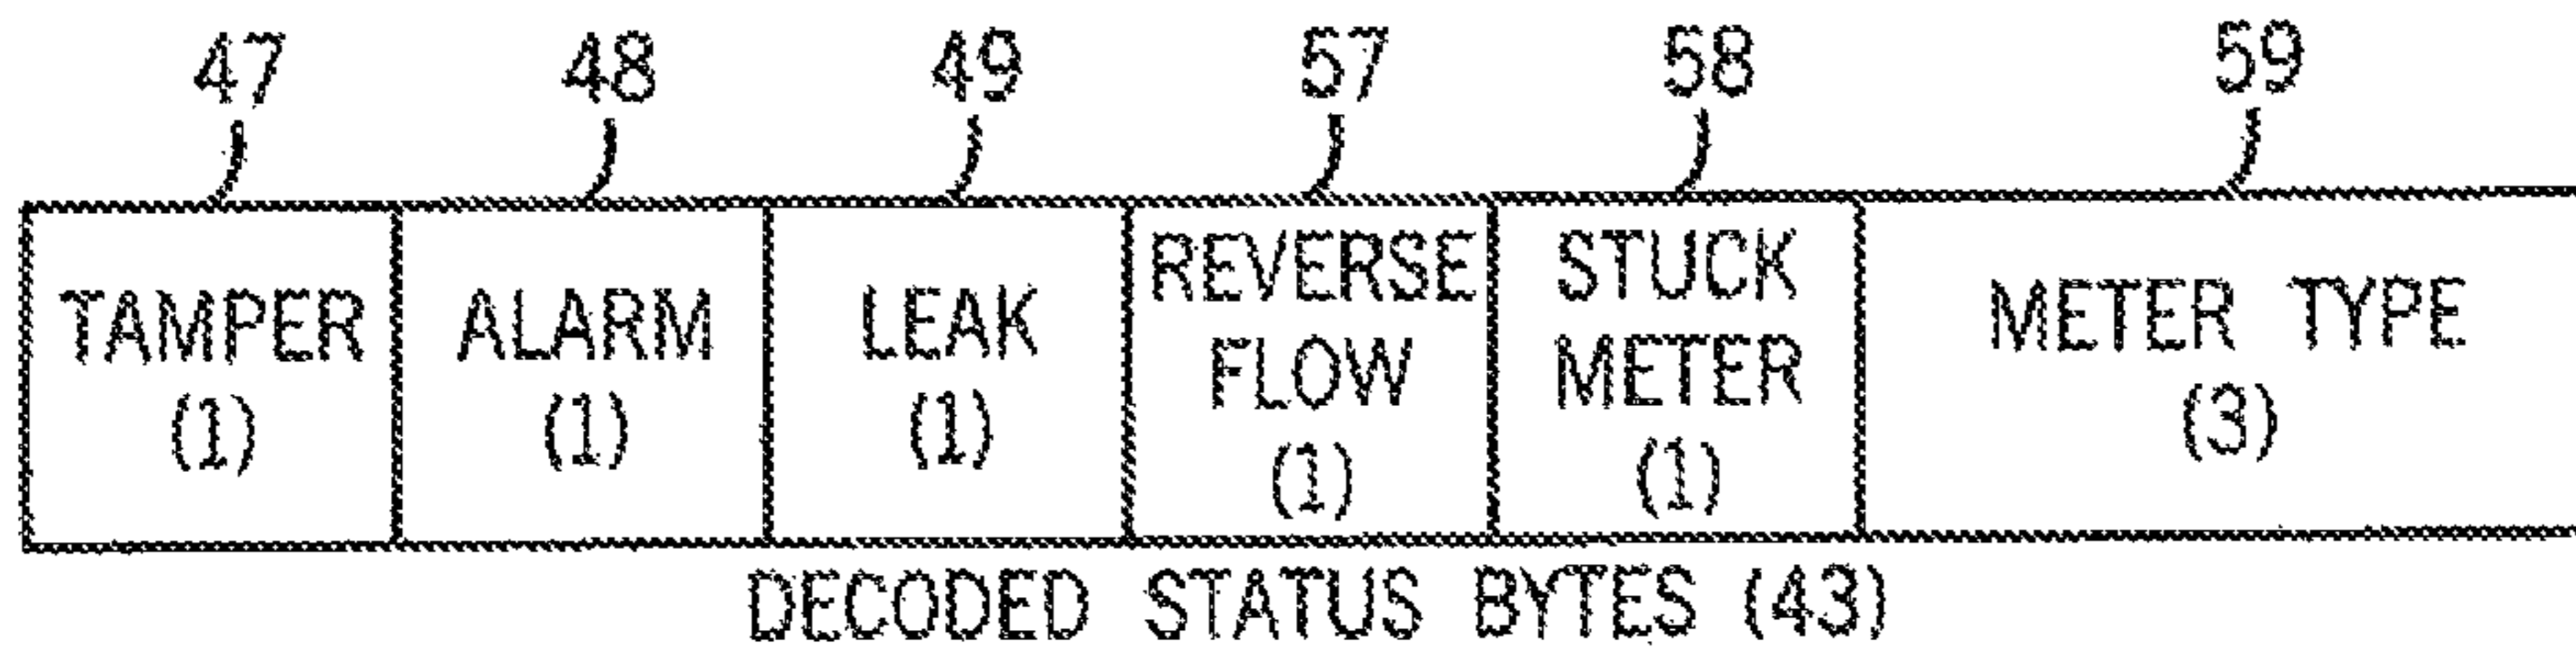 47 48 49 57 58 59
TAMPER
(1)
ALARM
(1)
LEAK
(1)
REVERSE
FLOW
(1)
STUCK
METER
(1)
METER TYPE
(3)
DECODED STATUS BYTES (43)